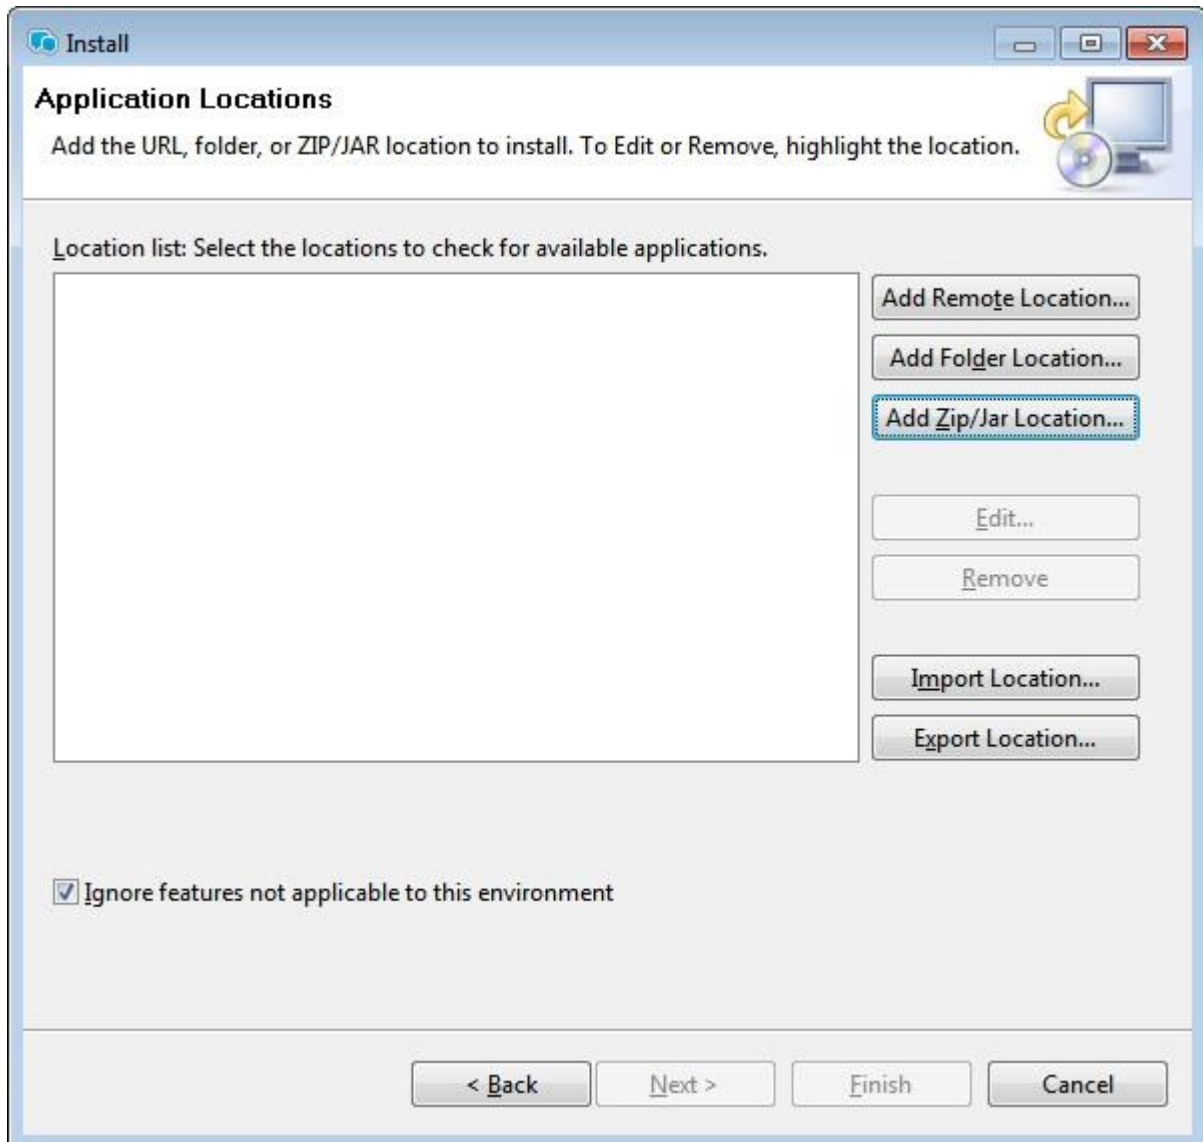 Install
Application Locations
Add the URL, folder, or ZIP/JAR location to install. To Edit or Remove, highlight the location.
Location list: Select the locations to check for available applications.
Add Remote Location...
Add Folder Location...
Add Zip/Jar Location...
Edit...
Remove
Import Location...
Export Location...
Ignore features not applicable to this environment
< Back Next > Finish Cancel